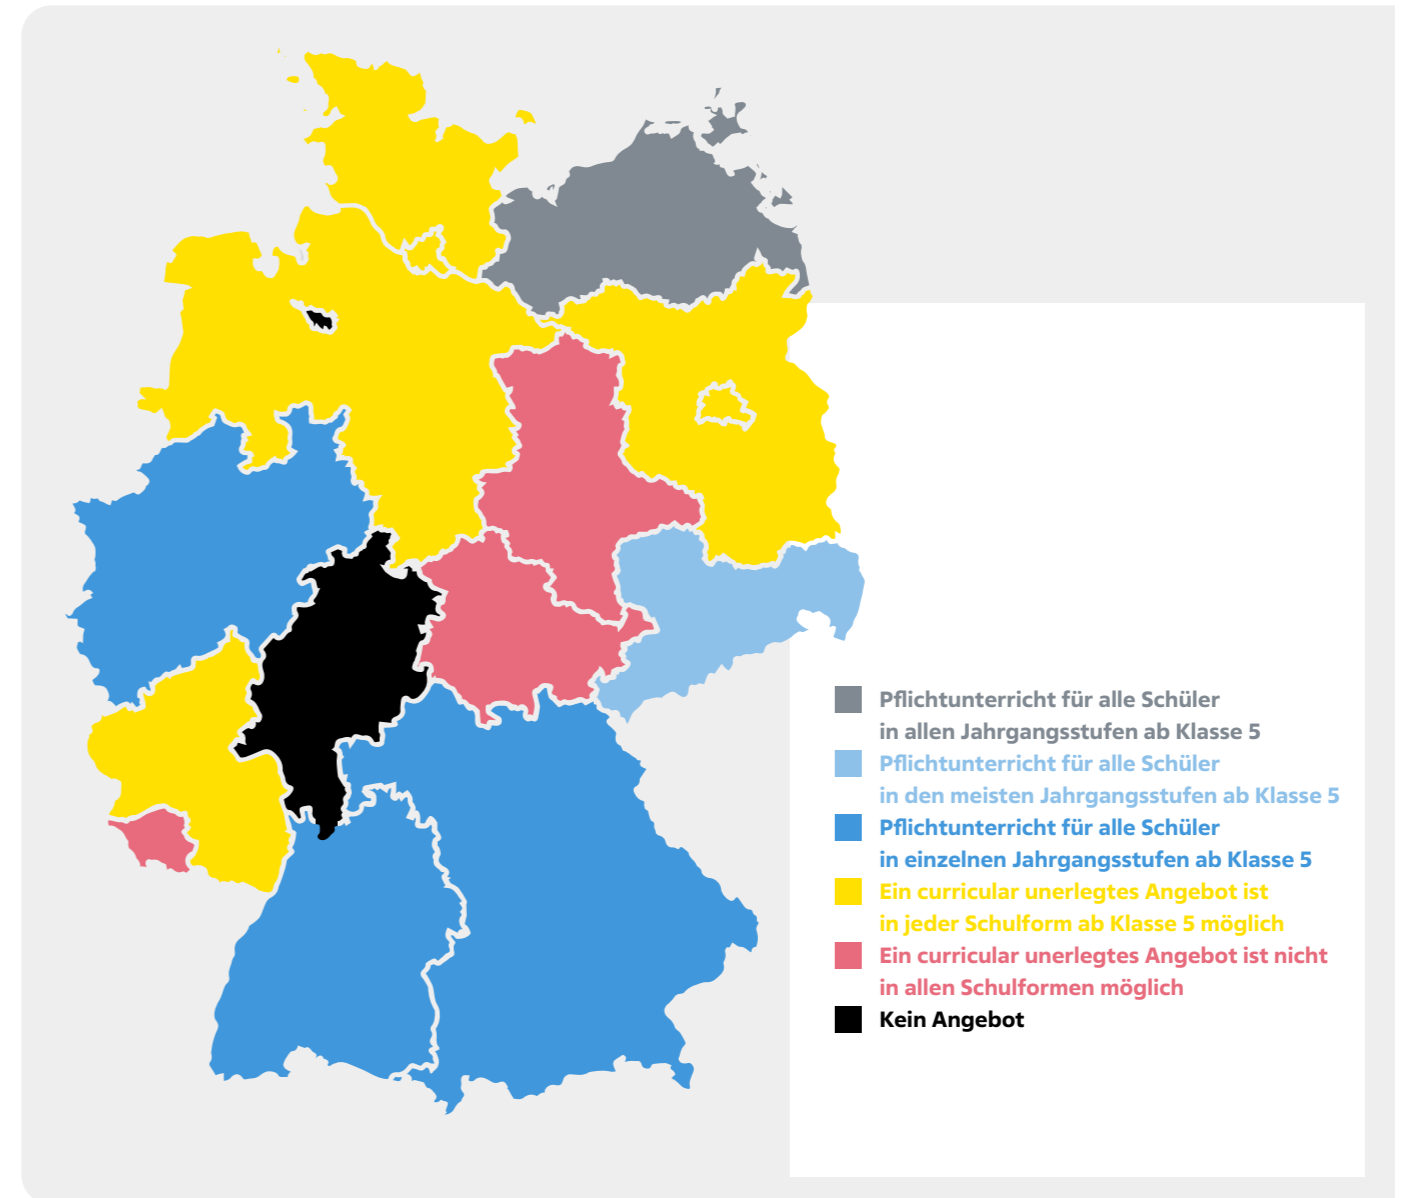 Pflichtunterricht für alle Schüler
in allen Jahrgangsstufen ab Klasse 5
Pflichtunterricht für alle Schüler
in den meisten Jahrgangsstufen ab Klasse 5
Pflichtunterricht für alle Schüler
in einzelnen Jahrgangsstufen ab Klasse 5
Ein curricular unerlegtes Angebot ist
in jeder Schulform ab Klasse 5 möglich
Ein curricular unerlegtes Angebot ist nicht
in allen Schulformen möglich
Kein Angebot